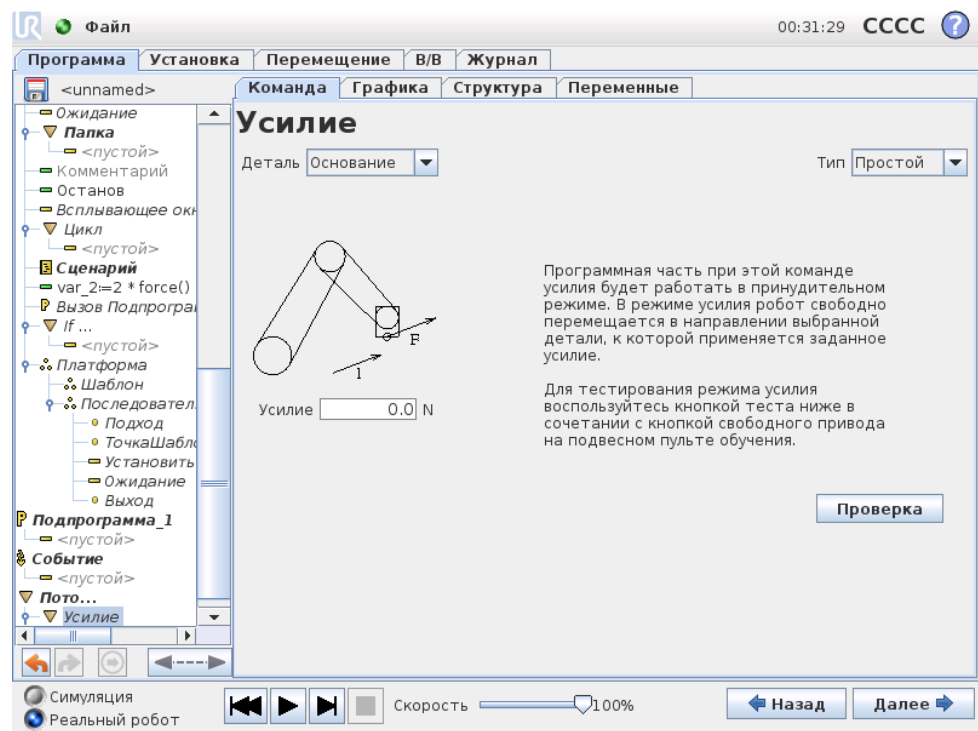 UR Файл 00:31:29 CCCC ?
Программа Установка Перемещение В/В Журнал
<unnamed> Команда Графика Структура Переменные
Ожидание
Папка
<пустой>
Комментарий
Останов
Всплывающее окн
Цикл
<пустой>
Сценарий
var_2:=2 * force()
P Вызов Подпрограм
If ...
<пустой>
Платформа
Шаблон
Последовател
Подход
ТочкаШабло
Установить
Ожидание
Выход
P Подпрограмма_1
<пустой>
Событие
<пустой>
Пото...
Усилие
Усилие
Деталь Основание Тип Простой
F
1
Усилие 0.0 N
Программная часть при этой команде
усилия будет работать в принудительном
режиме. В режиме усилия робот свободно
перемещается в направлении выбранной
детали, к которой применяется заданное
усилие.
Для тестирования режима усилия
воспользуйтесь кнопкой теста ниже в
сочетании с кнопкой свободного привода
на подвесном пульте обучения.
Проверка
Симуляция
Реальный робот
Скорость 100%
Назад Далее